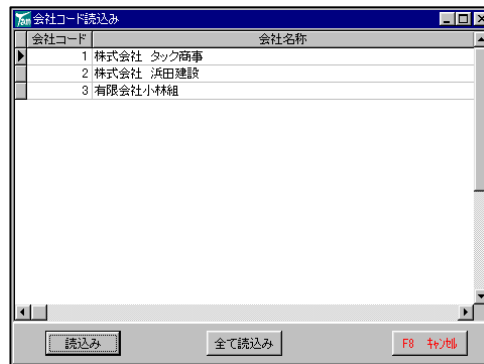 会社コード読込み
会社コード 会社名称
1 株式会社 タック商事
2 株式会社 浜田建設
3 有限会社小林組
読込み 全て読込み F8 ｷｬﾝｾﾙ